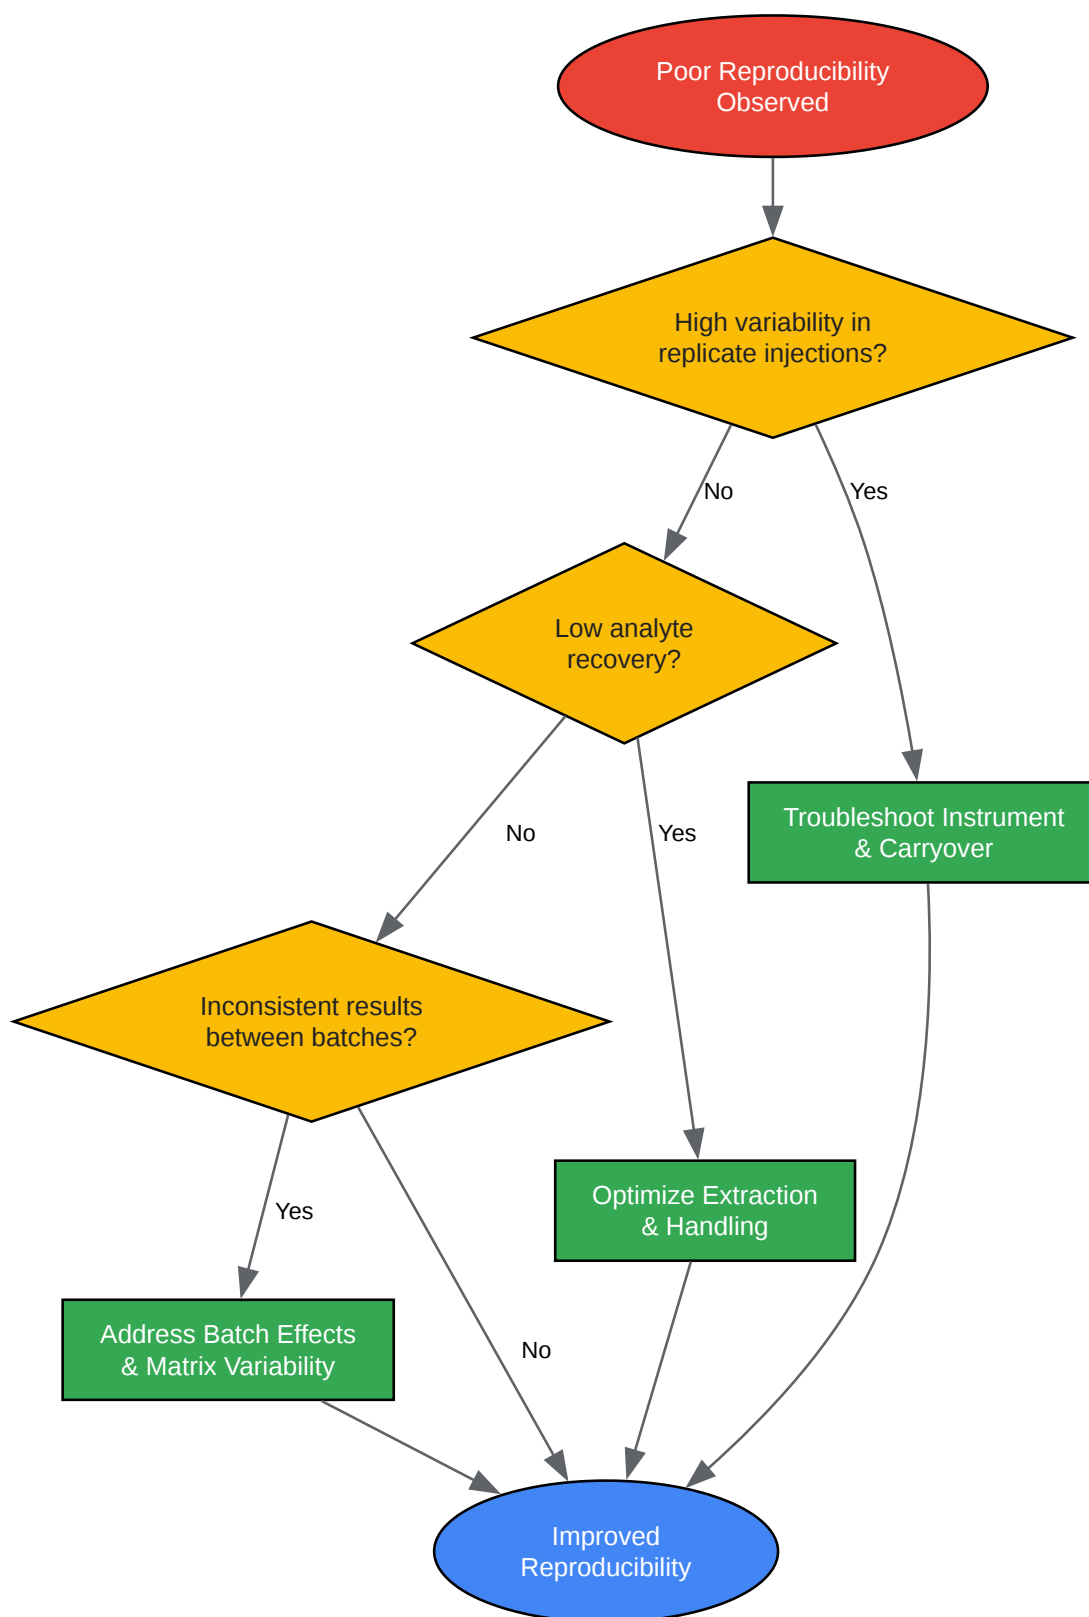 Poor Reproducibility
Observed
High variability in
replicate injections?
No
Yes
Low analyte
recovery?
Troubleshoot Instrument
& Carryover
No
Yes
Inconsistent results
between batches?
Optimize Extraction
& Handling
Yes
Address Batch Effects
& Matrix Variability
No
Improved
Reproducibility